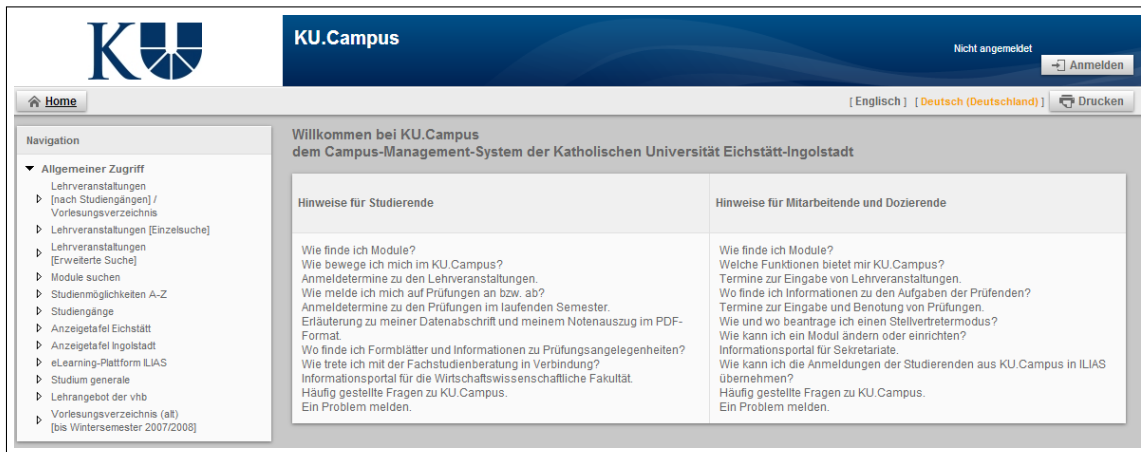 KU
KU.Campus
Nicht angemeldet
Anmelden
Home
[ Englisch ] [ Deutsch (Deutschland) ] Drucken
Navigation
Allgemeiner Zugriff
Lehrveranstaltungen
[nach Studiengängen] /
Vorlesungsverzeichnis
Lehrveranstaltungen [Einzelsuche]
Lehrveranstaltungen
[Erweiterte Suche]
Module suchen
Studienmöglichkeiten A-Z
Studiengänge
Anzeigetafel Eichstätt
Anzeigetafel Ingolstadt
eLearning-Plattform ILIAS
Studium generale
Lehrangebot der vhb
Vorlesungsverzeichnis (alt)
[bis Wintersemester 2007/2008]
Willkommen bei KU.Campus
dem Campus-Management-System der Katholischen Universität Eichstätt-Ingolstadt
Hinweise für Studierende
Wie finde ich Module?
Wie bewege ich mich im KU.Campus?
Anmeldetermine zu den Lehrveranstaltungen.
Wie melde ich mich auf Prüfungen an bzw. ab?
Anmeldetermine zu den Prüfungen im laufenden Semester.
Erläuterung zu meiner Datenabschrift und meinem Notenauszug im PDF-
Format.
Wo finde ich Formblätter und Informationen zu Prüfungsangelegenheiten?
Wie trete ich mit der Fachstudienberatung in Verbindung?
Informationsportal für die Wirtschaftswissenschaftliche Fakultät.
Häufig gestellte Fragen zu KU.Campus.
Ein Problem melden.
Hinweise für Mitarbeitende und Dozierende
Wie finde ich Module?
Welche Funktionen bietet mir KU.Campus?
Termine zur Eingabe von Lehrveranstaltungen.
Wo finde ich Informationen zu den Aufgaben der Prüfenden?
Termine zur Eingabe und Benotung von Prüfungen.
Wie und wo beantrage ich einen Stellvertretermodus?
Wie kann ich ein Modul ändern oder einrichten?
Informationsportal für Sekretariate.
Wie kann ich die Anmeldungen der Studierenden aus KU.Campus in ILIAS
übernehmen?
Häufig gestellte Fragen zu KU.Campus.
Ein Problem melden.